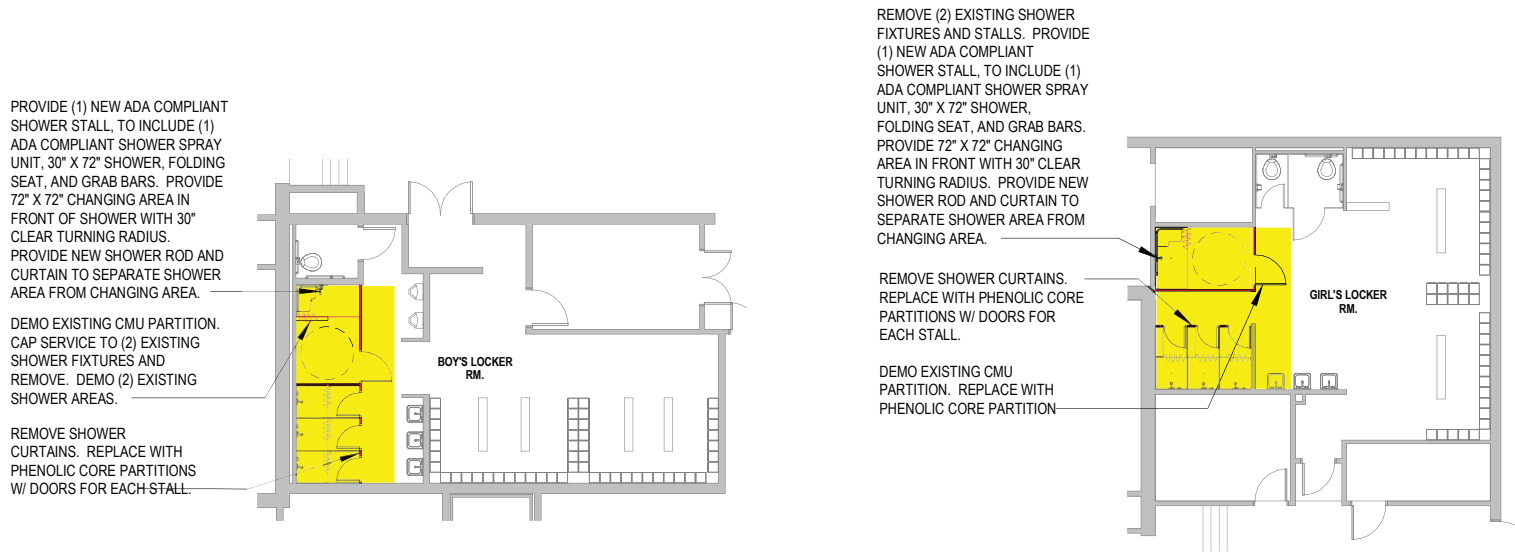 PROVIDE (1) NEW ADA COMPLIANT
SHOWER STALL, TO INCLUDE (1)
ADA COMPLIANT SHOWER SPRAY
UNIT, 30" X 72" SHOWER, FOLDING
SEAT, AND GRAB BARS. PROVIDE
72" X 72" CHANGING AREA IN
FRONT OF SHOWER WITH 30"
CLEAR TURNING RADIUS.
PROVIDE NEW SHOWER ROD AND
CURTAIN TO SEPARATE SHOWER
AREA FROM CHANGING AREA.
DEMO EXISTING CMU PARTITION.
CAP SERVICE TO (2) EXISTING
SHOWER FIXTURES AND
REMOVE. DEMO (2) EXISTING
SHOWER AREAS.
REMOVE SHOWER
CURTAINS. REPLACE WITH
PHENOLIC CORE PARTITIONS
W/ DOORS FOR EACH STALL.
BOY'S LOCKER
RM.
REMOVE (2) EXISTING SHOWER
FIXTURES AND STALLS. PROVIDE
(1) NEW ADA COMPLIANT
SHOWER STALL, TO INCLUDE (1)
ADA COMPLIANT SHOWER SPRAY
UNIT, 30" X 72" SHOWER,
FOLDING SEAT, AND GRAB BARS.
PROVIDE 72" X 72" CHANGING
AREA IN FRONT WITH 30" CLEAR
TURNING RADIUS. PROVIDE NEW
SHOWER ROD AND CURTAIN TO
SEPARATE SHOWER AREA FROM
CHANGING AREA.
REMOVE SHOWER CURTAINS.
REPLACE WITH PHENOLIC CORE
PARTITIONS W/ DOORS FOR
EACH STALL.
DEMO EXISTING CMU
PARTITION. REPLACE WITH
PHENOLIC CORE PARTITION
GIRL'S LOCKER
RM.